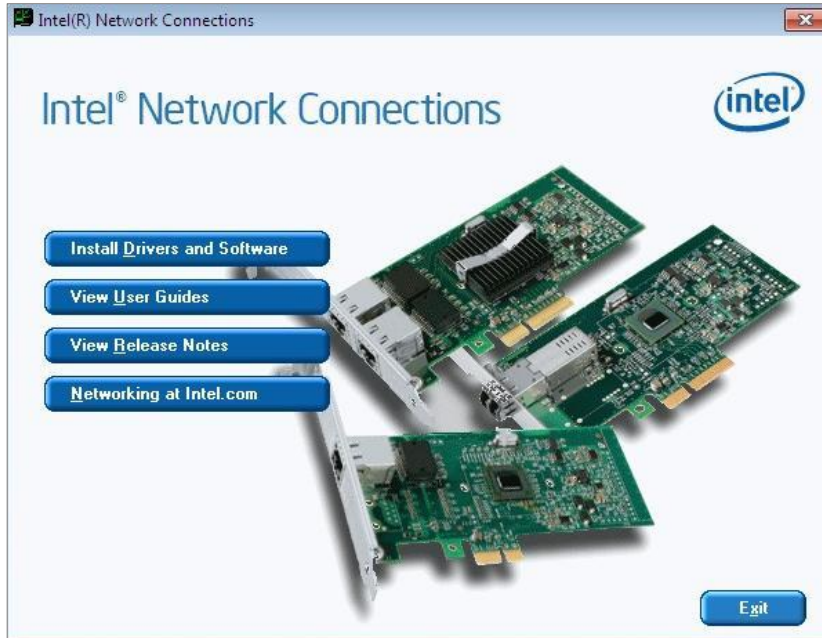 Intel(R) Network Connections
Intel® Network Connections
intel
Install Drivers and Software
View User Guides
View Release Notes
Networking at Intel.com
Exit